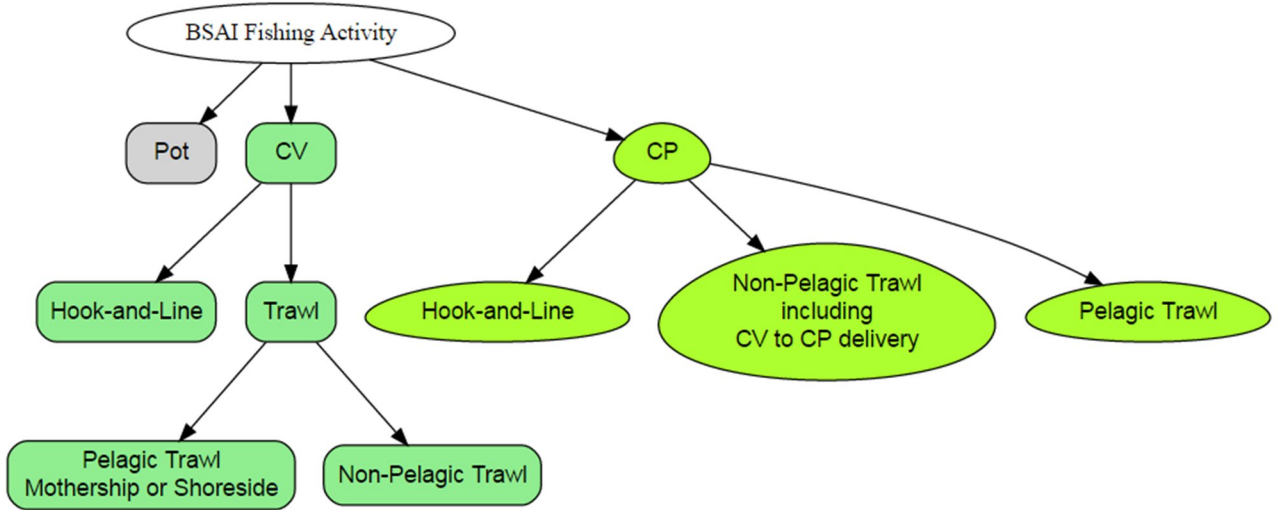 BSAI Fishing Activity
Pot
CV
CP
Hook-and-Line
Trawl
Hook-and-Line
Non-Pelagic Trawl
including
CV to CP delivery
Pelagic Trawl
Pelagic Trawl
Mothership or Shoreside
Non-Pelagic Trawl